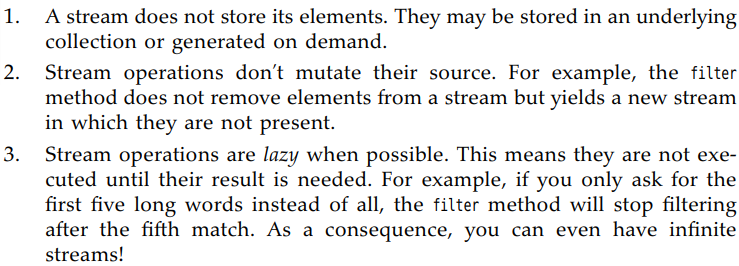 1. A stream does not store its elements. They may be stored in an underlying
collection or generated on demand.
2. Stream operations don't mutate their source. For example, the filter
method does not remove elements from a stream but yields a new stream
in which they are not present.
3. Stream operations are lazy when possible. This means they are not exe-
cuted until their result is needed. For example, if you only ask for the
first five long words instead of all, the filter method will stop filtering
after the fifth match. As a consequence, you can even have infinite
streams!